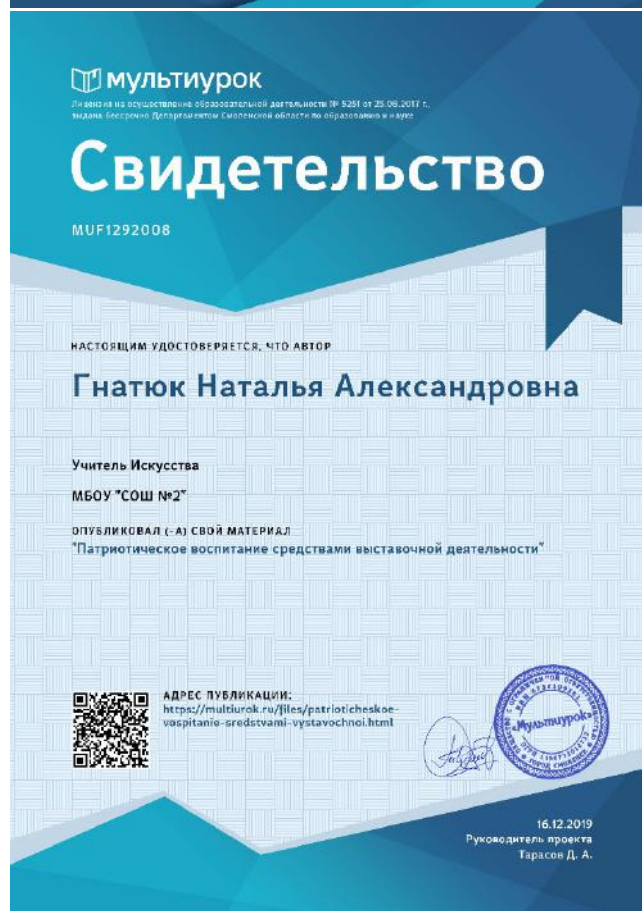 мультиурок
Лицензия на осуществление образовательной деятельности № 5251 от 25.08.2017 г.,
выдана бессрочно Департаментом Смоленской области по образованию и науке
Свидетельство
MUF1292008
НАСТОЯЩИМ УДОСТОВЕРЯЕТСЯ, ЧТО АВТОР
Гнатюк Наталья Александровна
Учитель Искусства
МБОУ "СОШ №2"
ОПУБЛИКОВАЛ (-А) СВОЙ МАТЕРИАЛ
"Патриотическое воспитание средствами выставочной деятельности"
АДРЕС ПУБЛИКАЦИИ:
https://multiurok.ru/files/patrioticheskoe-
vospitanie-sredstvami-vystavochnoi.html
«Мультиурок»
16.12.2019
Руководитель проекта
Тарасов Д. А.